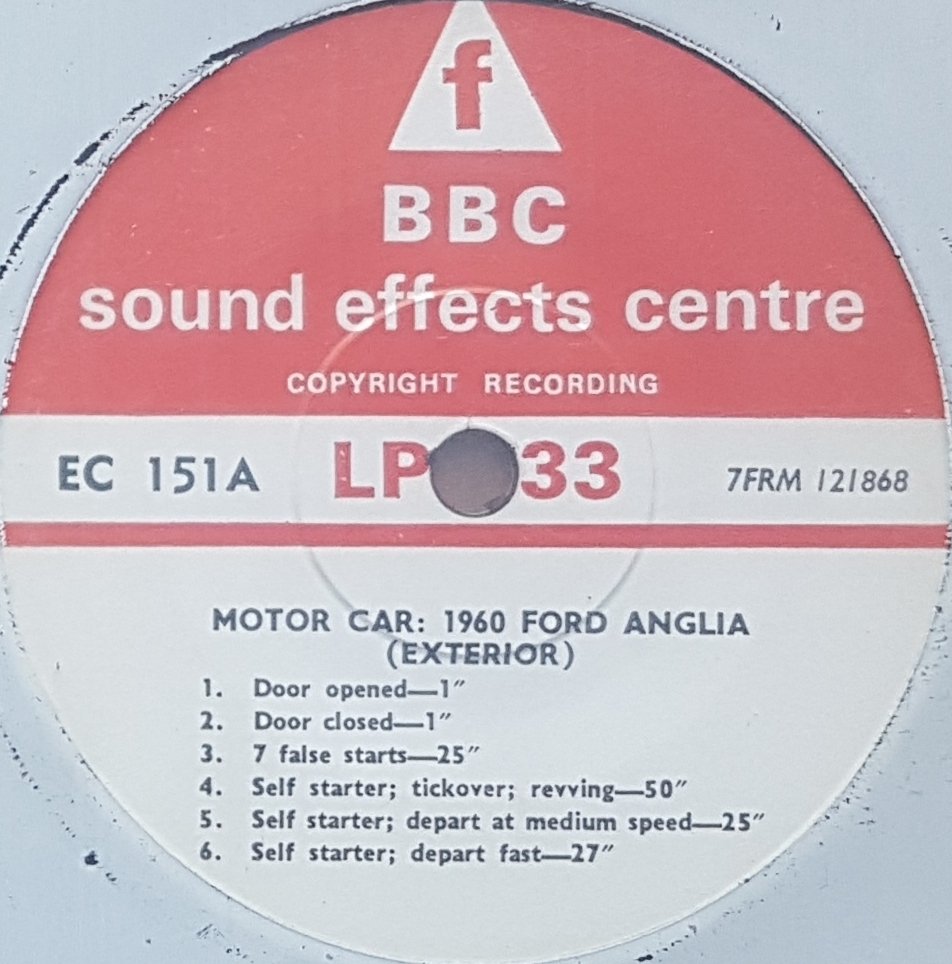 f
BBC
sound effects centre
COPYRIGHT RECORDING
EC 151A LP 33 7FRM 121868
MOTOR CAR: 1960 FORD ANGLIA
(EXTERIOR)
1. Door opened—1″
2. Door closed—1″
3. 7 false starts—25″
4. Self starter; tickover; revving—50″
5. Self starter; depart at medium speed—25″
6. Self starter; depart fast—27″